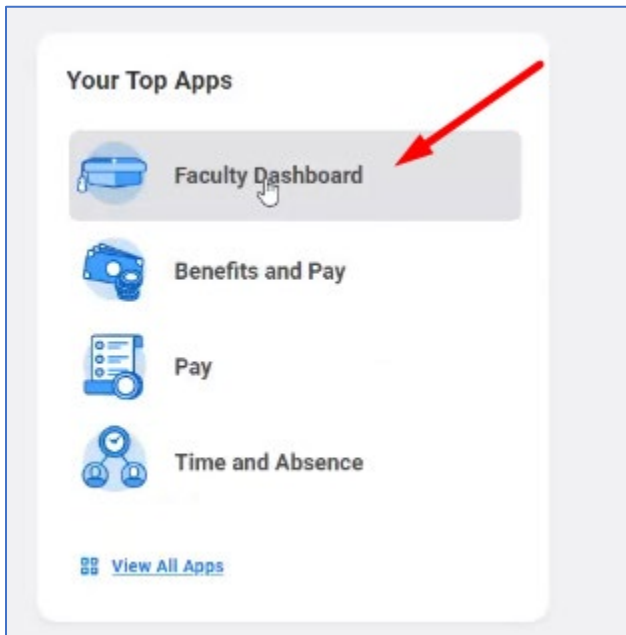 Your Top Apps
Faculty Dashboard
Benefits and Pay
Pay
Time and Absence
View All Apps